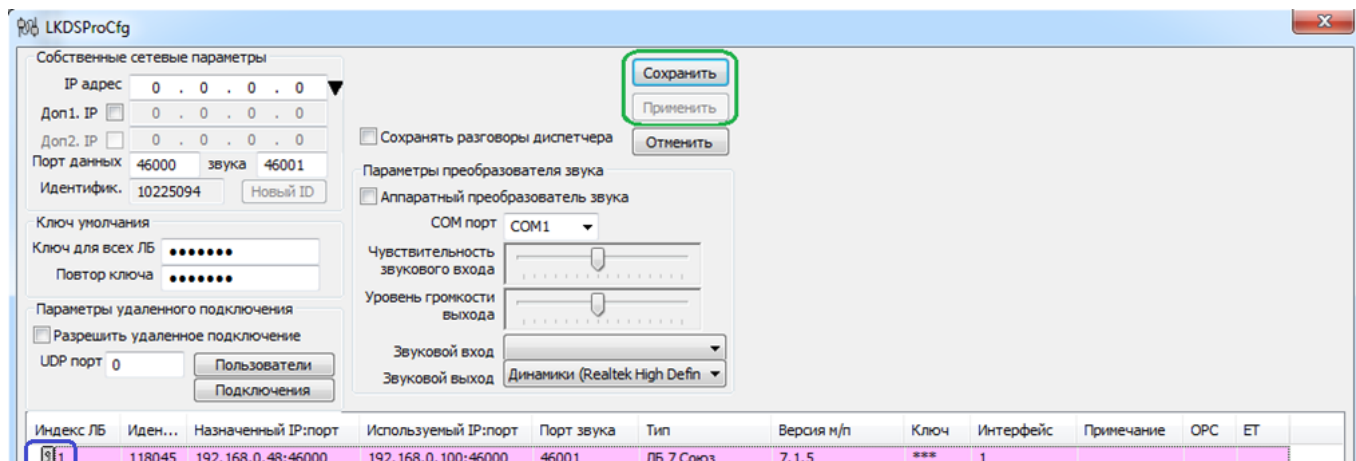 LKDSProCfg
Собственные сетевые параметры
IP адрес 0 . 0 . 0 . 0
Доп1. IP 0 . 0 . 0 . 0
Доп2. IP 0 . 0 . 0 . 0
Порт данных 46000 звука 46001
Идентифик. 10225094 Новый ID
Ключ умолчания
Ключ для всех ЛБ ●●●●●●●
Повтор ключа ●●●●●●●
Параметры удаленного подключения
Разрешить удаленное подключение
UDP порт 0 Пользователи
Подключения
Сохранить
Применить
Сохранять разговоры диспетчера Отменить
Параметры преобразователя звука
Аппаратный преобразователь звука
COM порт COM1
Чувствительность
звукового входа
Уровень громкости
выхода
Звуковой вход
Звуковой выход Динамики (Realtek High Defin
Индекс ЛБ Иден... Назначенный IP:порт Используемый IP:порт Порт звука Тип Версия м/п Ключ Интерфейс Примечание ОРС ЕТ
1 118045 192.168.0.48:46000 192.168.0.100:46000 46001 ЛБ 7 Союз 7.1.5 *** 1